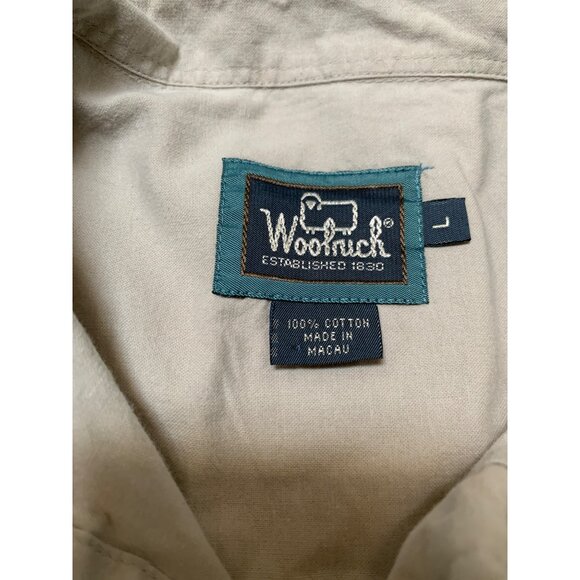 Woolrich®
L
ESTABLISHED 1830
100% COTTON
MADE IN
MACAU